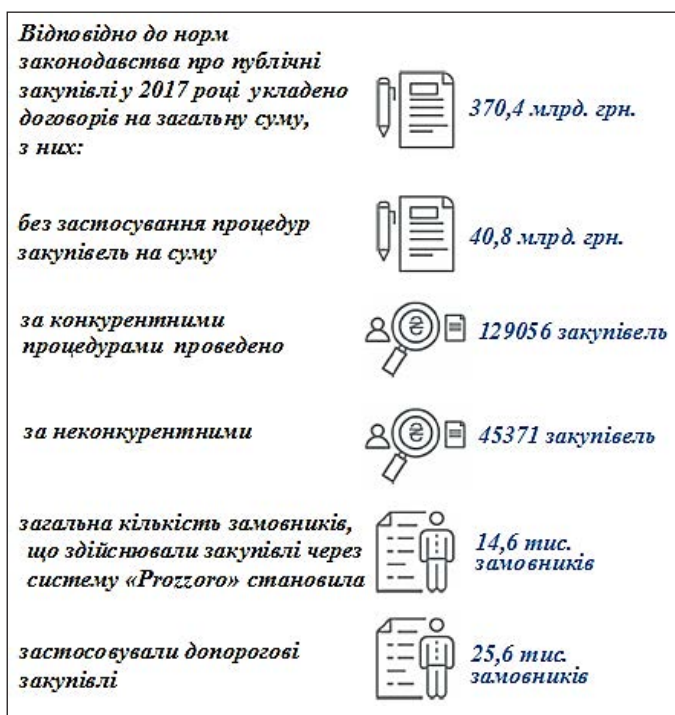 Відповідно до норм
законодавства про публічні
закупівлі у 2017 році укладено
договорів на загальну суму,
з них:
370,4 млрд. грн.
без застосування процедур
закупівель на суму
40,8 млрд. грн.
за конкурентними
процедурами проведено
₴
129056 закупівель
за неконкурентними
₴
45371 закупівель
загальна кількість замовників,
що здійснювали закупівлі через
систему «Prozzoro» становила
14,6 тис.
замовників
застосовували допорогові
закупівлі
25,6 тис.
замовників